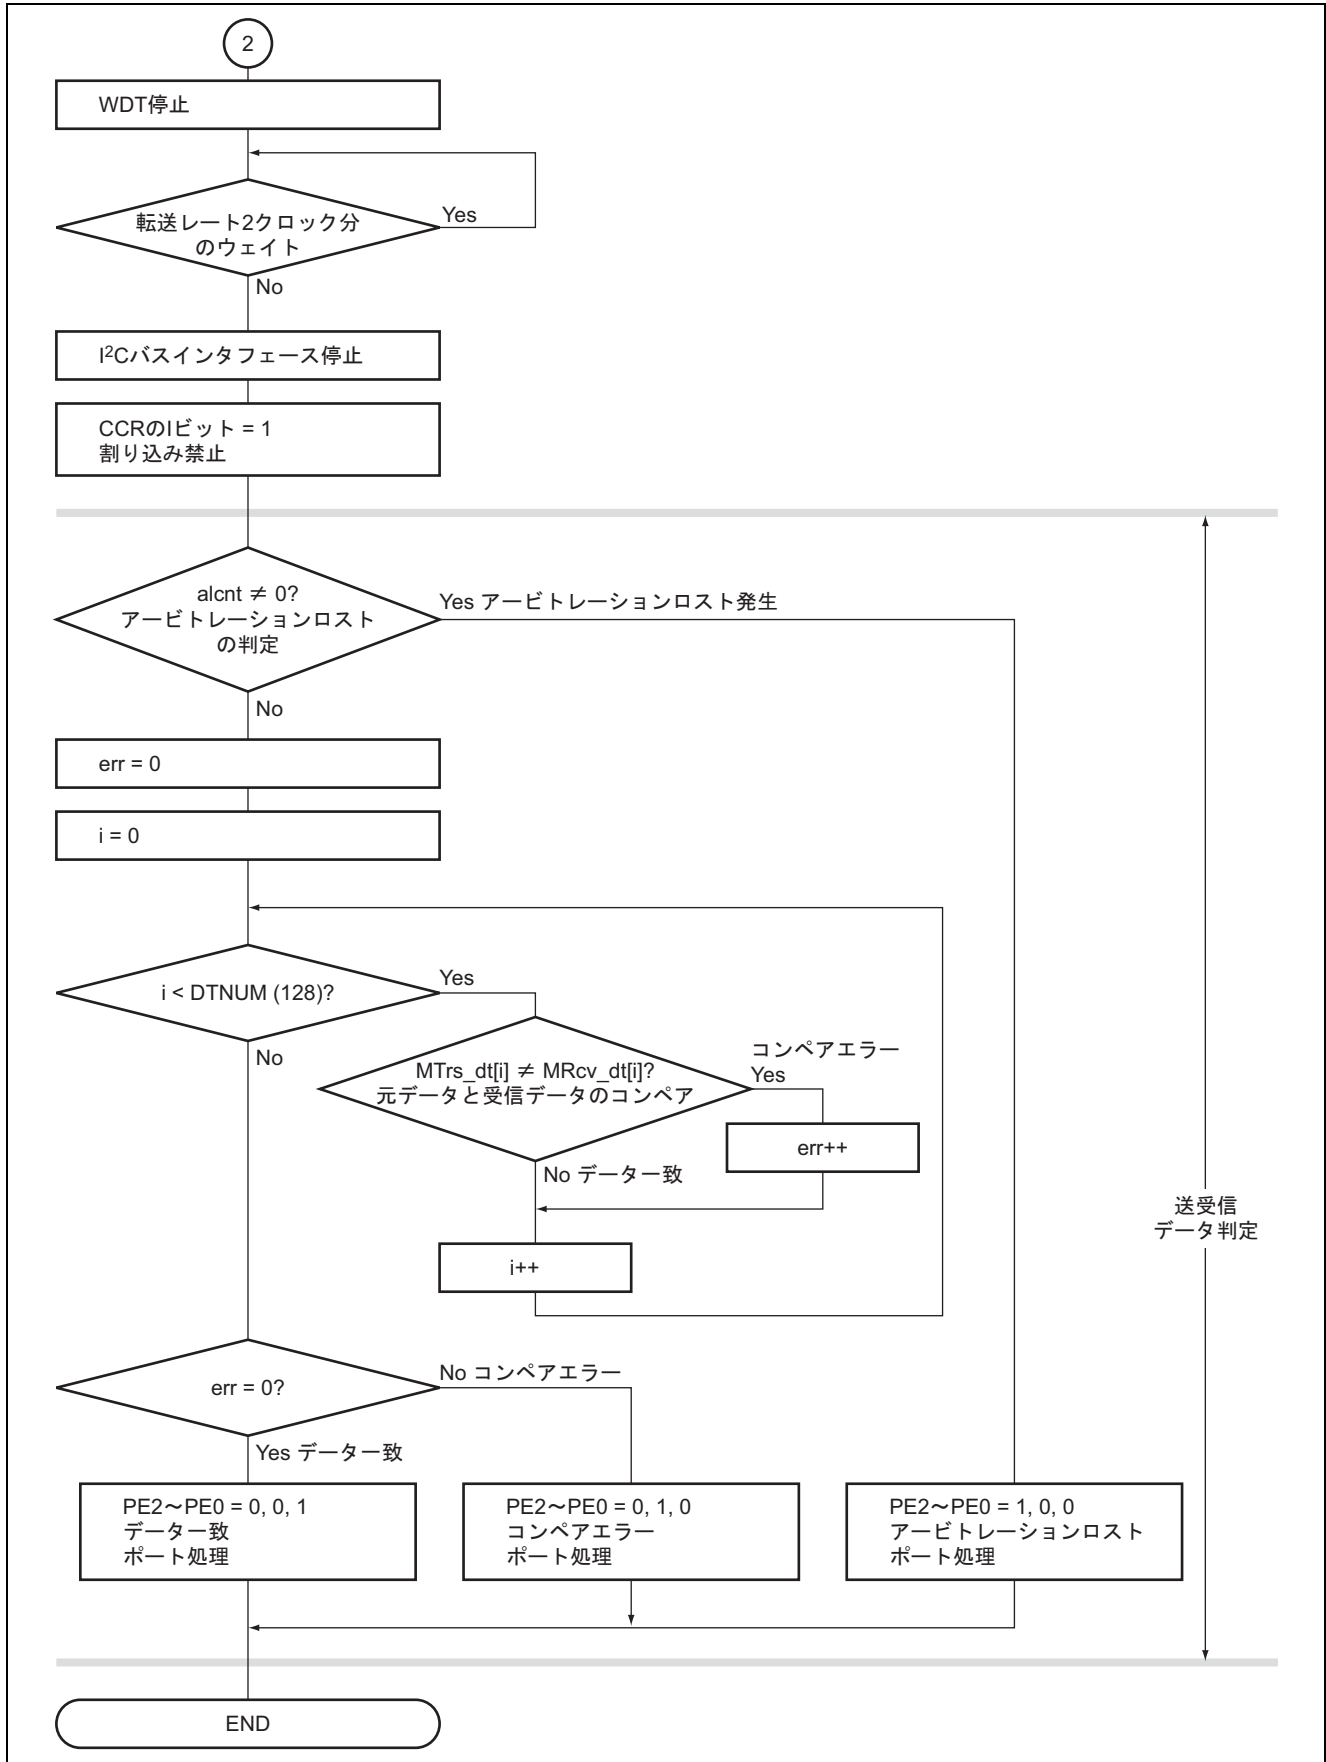 2
WDT停止
転送レート2クロック分
のウェイト
Yes
No
I²Cバスインタフェース停止
CCRのIビット = 1
割り込み禁止
alcnt ≠ 0?
アービトレーションロスト
の判定
Yes アービトレーションロスト発生
No
err = 0
i = 0
i < DTNUM (128)?
Yes
No
MTrs_dt[i] ≠ MRcv_dt[i]?
元データと受信データのコンペア
コンペアエラー
Yes
err++
No データ一致
i++
送受信
データ判定
err = 0?
No コンペアエラー
Yes データ一致
PE2～PE0 = 0, 0, 1
データ一致
ポート処理
PE2～PE0 = 0, 1, 0
コンペアエラー
ポート処理
PE2～PE0 = 1, 0, 0
アービトレーションロスト
ポート処理
END